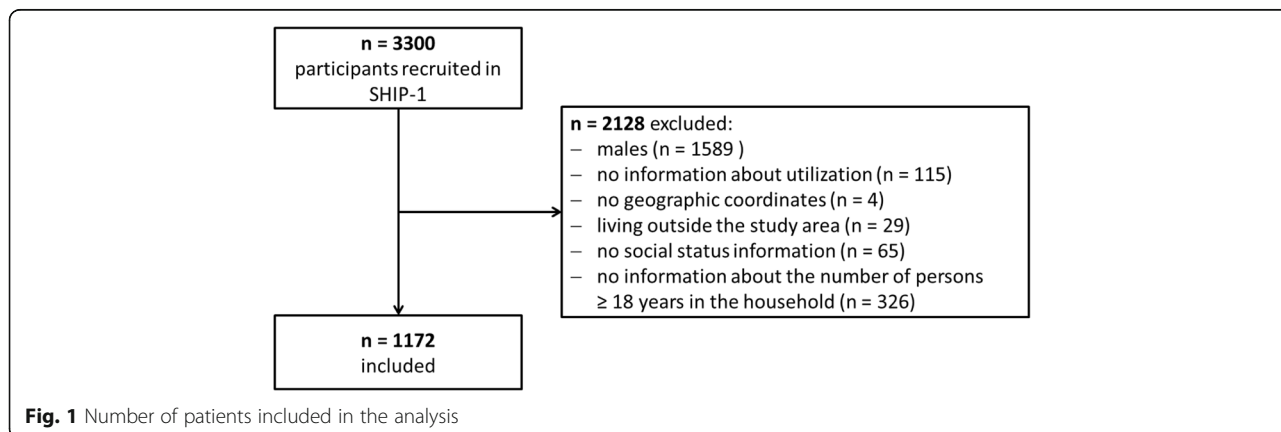 n = 3300
participants recruited in
SHIP-1
n = 2128 excluded:
– males (n = 1589 )
– no information about utilization (n = 115)
– no geographic coordinates (n = 4)
– living outside the study area (n = 29)
– no social status information (n = 65)
– no information about the number of persons
≥ 18 years in the household (n = 326)
n = 1172
included
Fig. 1 Number of patients included in the analysis